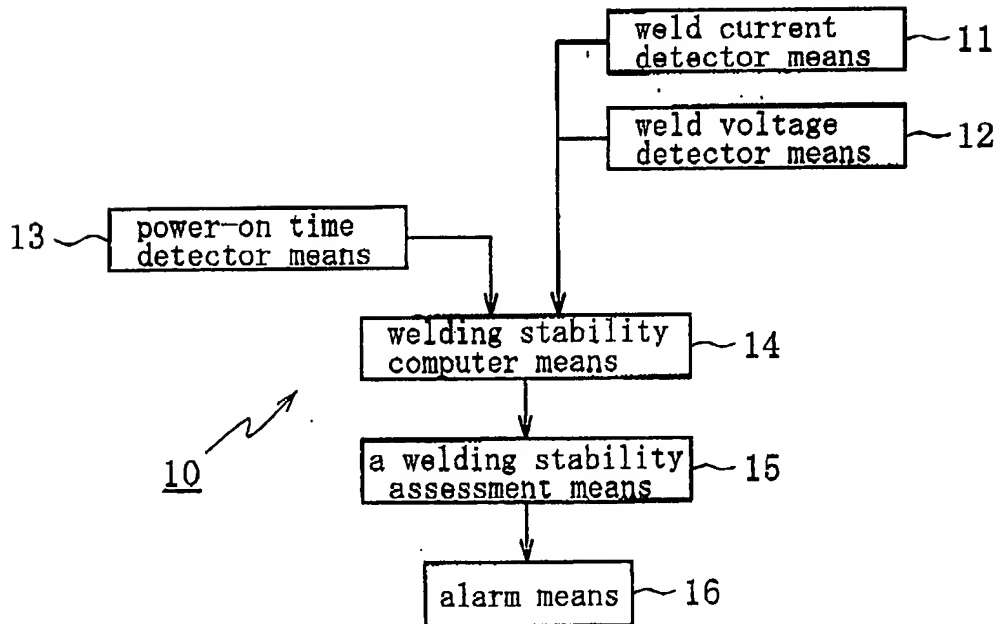 weld current
detector means
11
weld voltage
detector means
12
13
power-on time
detector means
welding stability
computer means
14
10
a welding stability
assessment means
15
alarm means
16